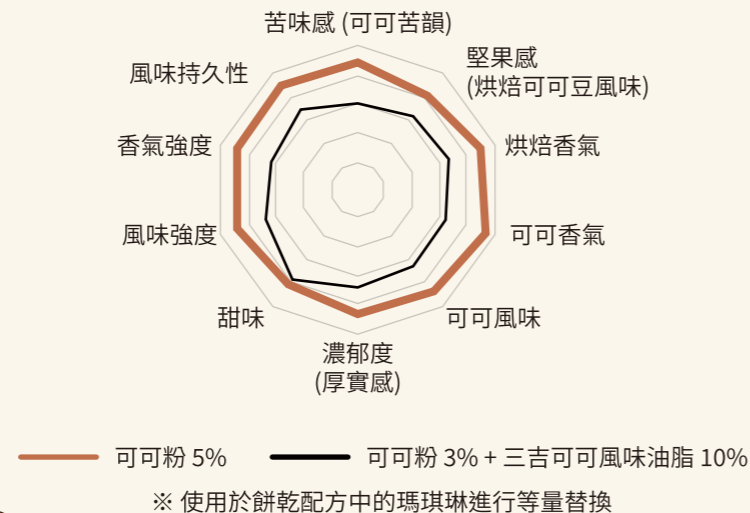 苦味感 (可可苦韻)
堅果感
(烘焙可可豆風味)
風味持久性
香氣強度
烘焙香氣
風味強度
可可香氣
甜味
可可風味
濃郁度
(厚實感)
可可粉 5%
可可粉 3% + 三吉可可風味油脂 10%
※ 使用於餅乾配方中的瑪琪琳進行等量替換